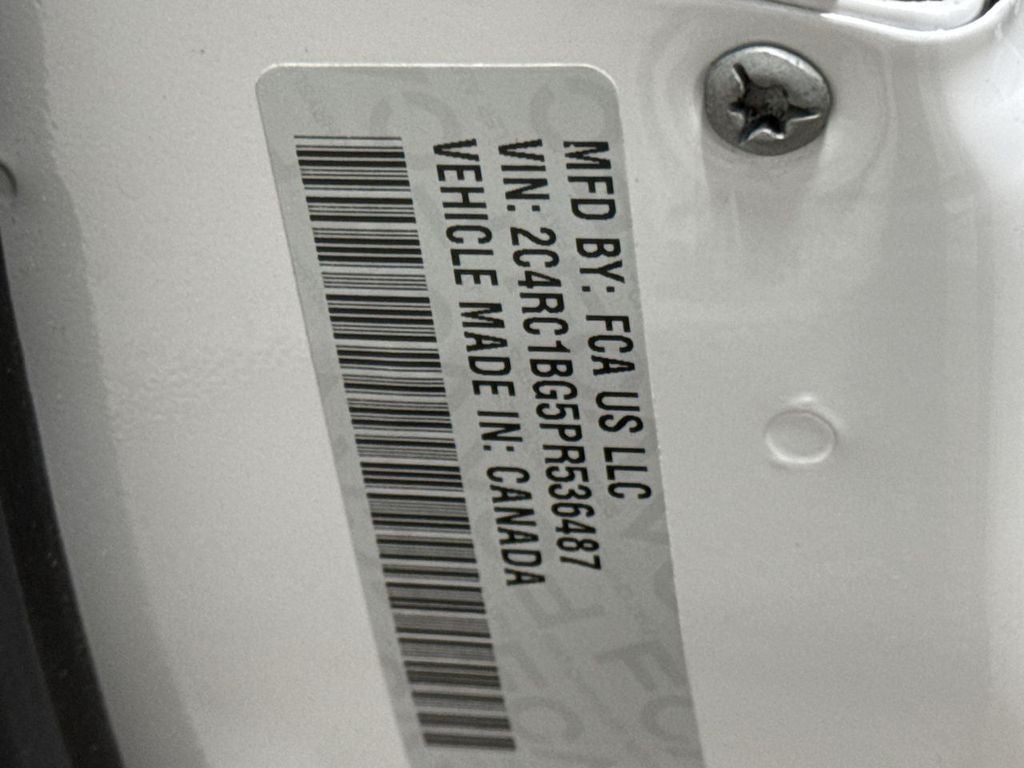 MFD BY: FCA US LLC
VIN: 2C4RC1BG5PR536487
VEHICLE MADE IN: CANADA